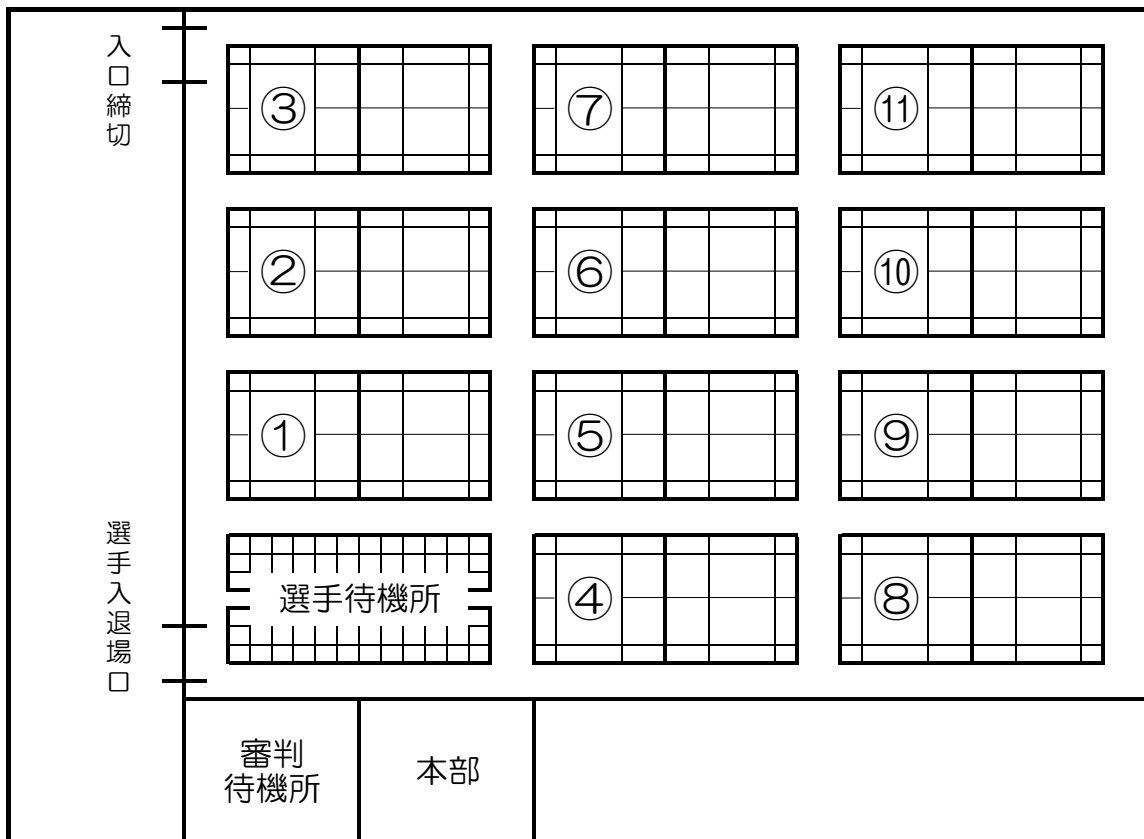 入口締切
③
⑦
⑪
②
⑥
⑩
①
⑤
⑨
選手入退場口
選手待機所
④
⑧
審判
待機所
本部